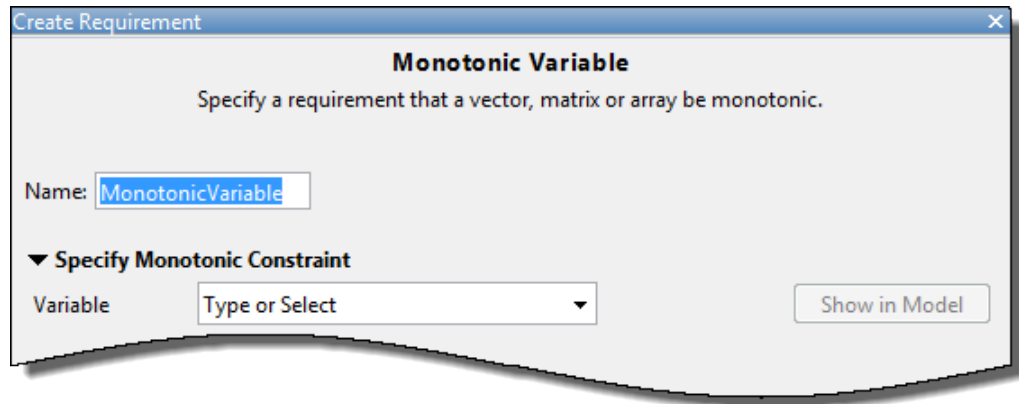 Create Requirement
Monotonic Variable
Specify a requirement that a vector, matrix or array be monotonic.
Name: MonotonicVariable
Specify Monotonic Constraint
Variable Type or Select Show in Model